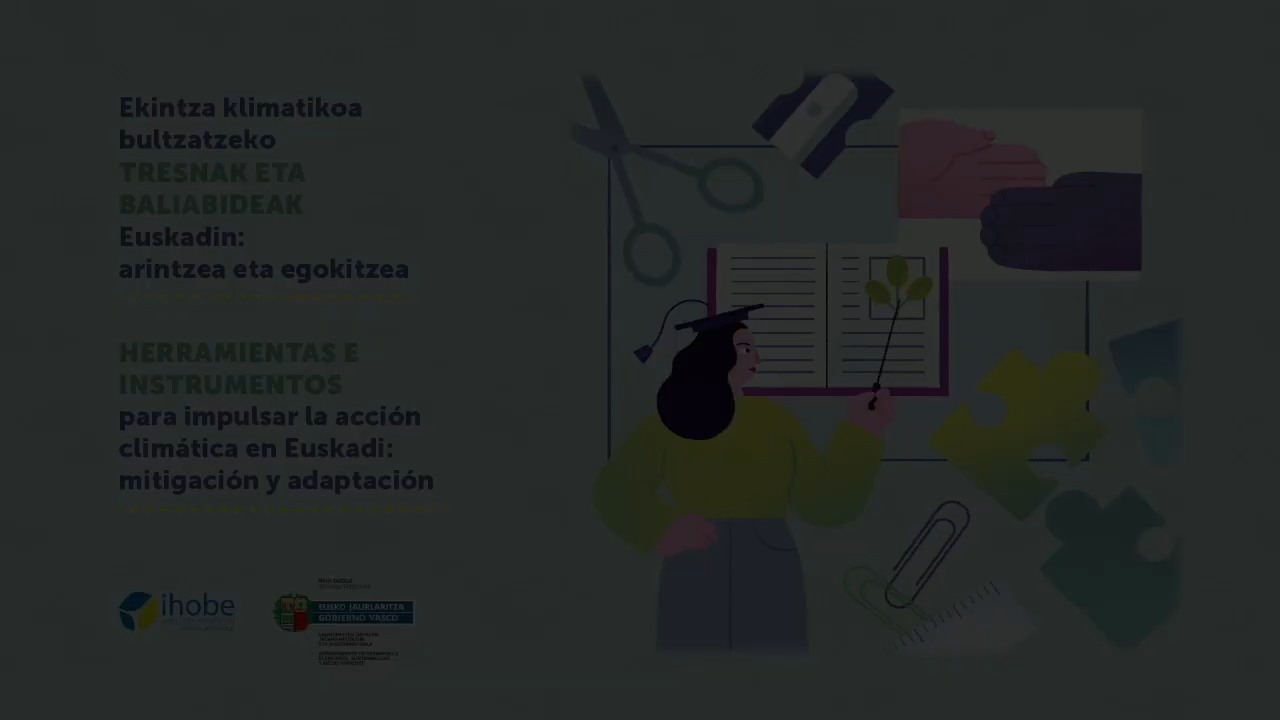 Ekintza klimatikoa
bultzatzeko
TRESNAK ETA
BALIABIDEAK
Euskadin:
arintzea eta egokitzea
HERRAMIENTAS E
INSTRUMENTOS
para impulsar la acción
climática en Euskadi:
mitigación y adaptación
ihobe
EUSKO JAURLARITZA
GOBIERNO VASCO